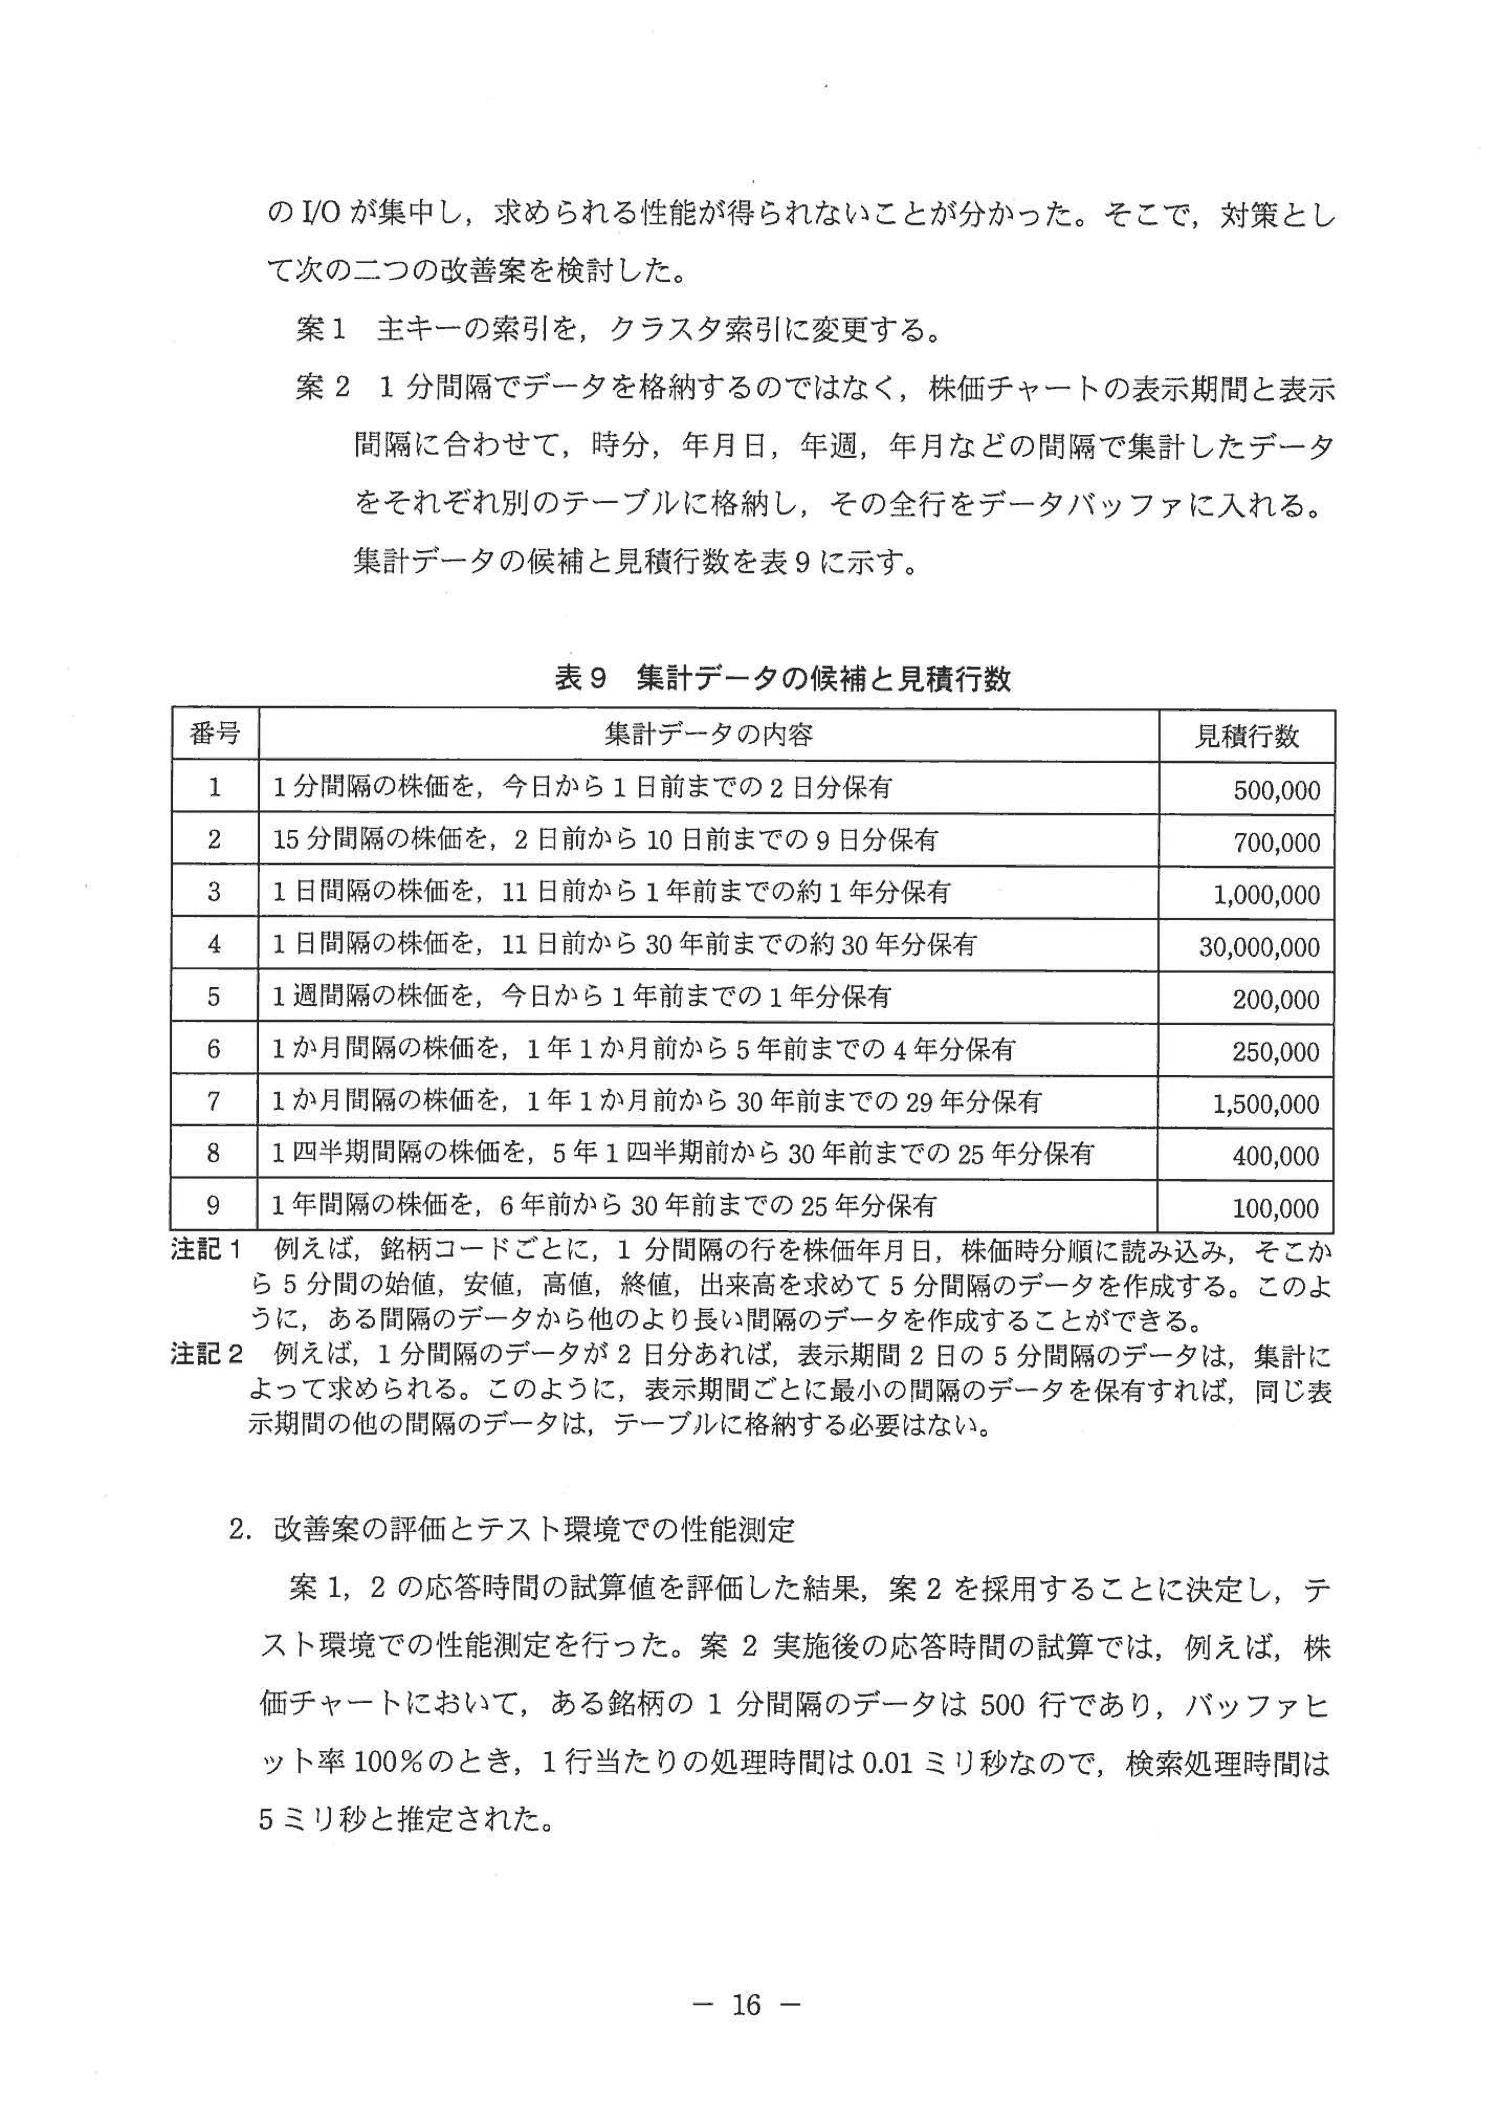 の I/O が集中し，求められる性能が得られないことが分かった。そこで，対策とし
て次の二つの改善案を検討した。
案 1　主キーの索引を，クラスタ索引に変更する。
案 2　1 分間隔でデータを格納するのではなく，株価チャートの表示期間と表示
間隔に合わせて，時分，年月日，年週，年月などの間隔で集計したデータ
をそれぞれ別のテーブルに格納し，その全行をデータバッファに入れる。
集計データの候補と見積行数を表 9 に示す。
表 9　集計データの候補と見積行数
番号　集計データの内容　見積行数
1　1 分間隔の株価を，今日から 1 日前までの 2 日分保有　500,000
2　15 分間隔の株価を，2 日前から 10 日前までの 9 日分保有　700,000
3　1 日間隔の株価を，11 日前から 1 年前までの約 1 年分保有　1,000,000
4　1 日間隔の株価を，11 日前から 30 年前までの約 30 年分保有　30,000,000
5　1 週間隔の株価を，今日から 1 年前までの 1 年分保有　200,000
6　1 か月間隔の株価を，1 年 1 か月前から 5 年前までの 4 年分保有　250,000
7　1 か月間隔の株価を，1 年 1 か月前から 30 年前までの 29 年分保有　1,500,000
8　1 四半期間隔の株価を，5 年 1 四半期前から 30 年前までの 25 年分保有　400,000
9　1 年間隔の株価を，6 年前から 30 年前までの 25 年分保有　100,000
注記 1　例えば，銘柄コードごとに，1 分間隔の行を株価年月日，株価時分順に読み込み，そこか
ら 5 分間の始値，安値，高値，終値，出来高を求めて 5 分間隔のデータを作成する。このよ
うに，ある間隔のデータから他のより長い間隔のデータを作成することができる。
注記 2　例えば，1 分間隔のデータが 2 日分あれば，表示期間 2 日の 5 分間隔のデータは，集計に
よって求められる。このように，表示期間ごとに最小の間隔のデータを保有すれば，同じ表
示期間の他の間隔のデータは，テーブルに格納する必要はない。
2．改善案の評価とテスト環境での性能測定
案 1，2 の応答時間の試算値を評価した結果，案 2 を採用することに決定し，テ
スト環境での性能測定を行った。案 2 実施後の応答時間の試算では，例えば，株
価チャートにおいて，ある銘柄の 1 分間隔のデータは 500 行であり，バッファヒ
ット率 100％のとき，1 行当たりの処理時間は 0.01 ミリ秒なので，検索処理時間は
5 ミリ秒と推定された。
－ 16 －